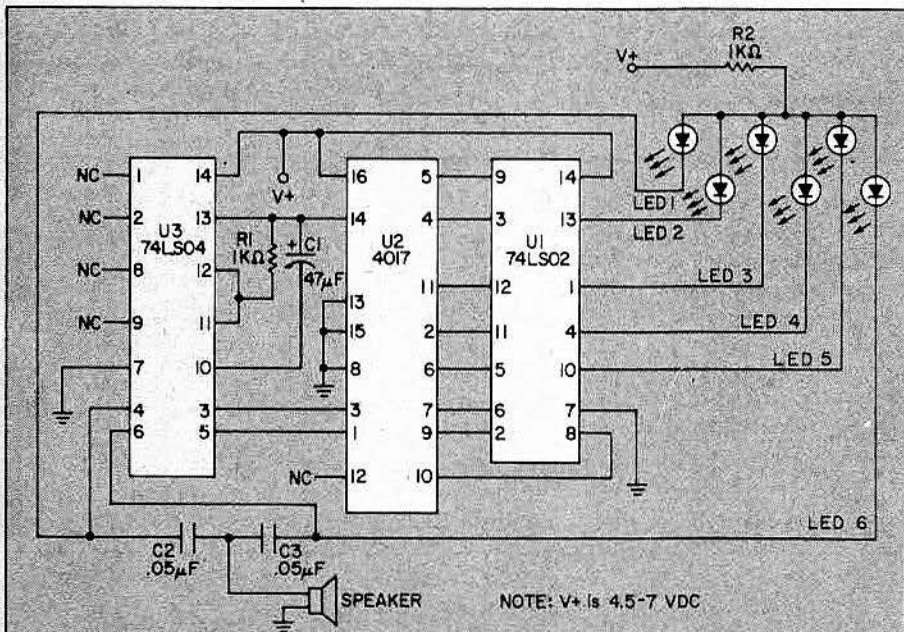 R2
1KΩ
V+
NC 1 14
V+
16 5 9 14
LED 1
NC 2 13
14 4 3 13
LED 2
U3
74LS04
R1
1KΩ
+ C1
47µF
U2
4017
U1
74LS02
NC 8 12
11 12 1
LED 3
13
NC 9 11
15 2 11 4
LED 4
7 10
8 6 5 10
LED 5
4 3
3 7 6 7
6 5
1 9 2 8
NC 12 10
LED 6
C2
.05µF
C3
.05µF
SPEAKER
NOTE: V+ Is 4.5-7 VDC